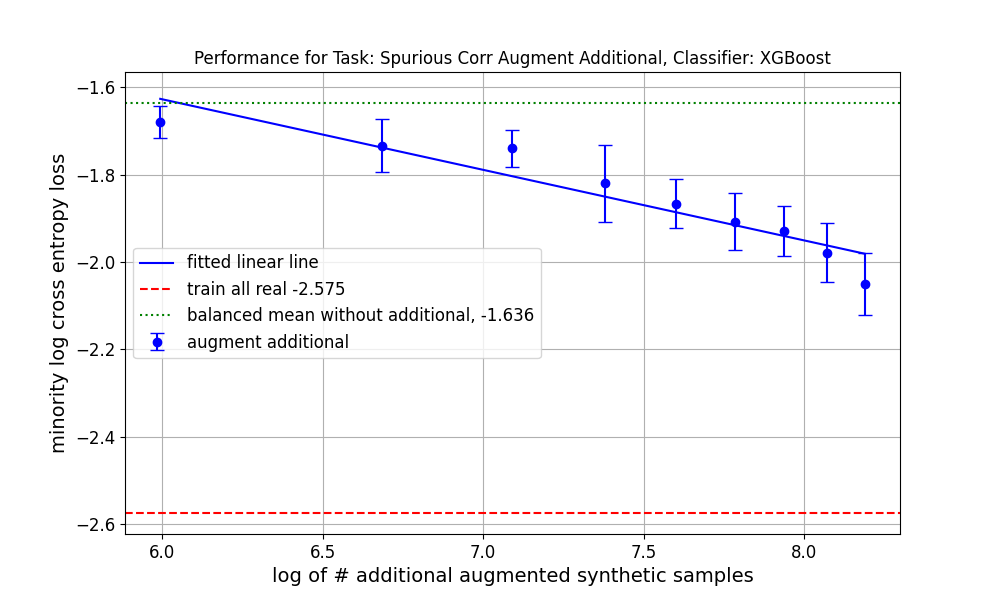 Performance for Task: Spurious Corr Augment Additional, Classifier: XGBoost
minority log cross entropy loss
−1.6
−1.8
−2.0
−2.2
−2.4
−2.6
fitted linear line
train all real -2.575
balanced mean without additional, -1.636
augment additional
6.0 6.5 7.0 7.5 8.0
log of # additional augmented synthetic samples